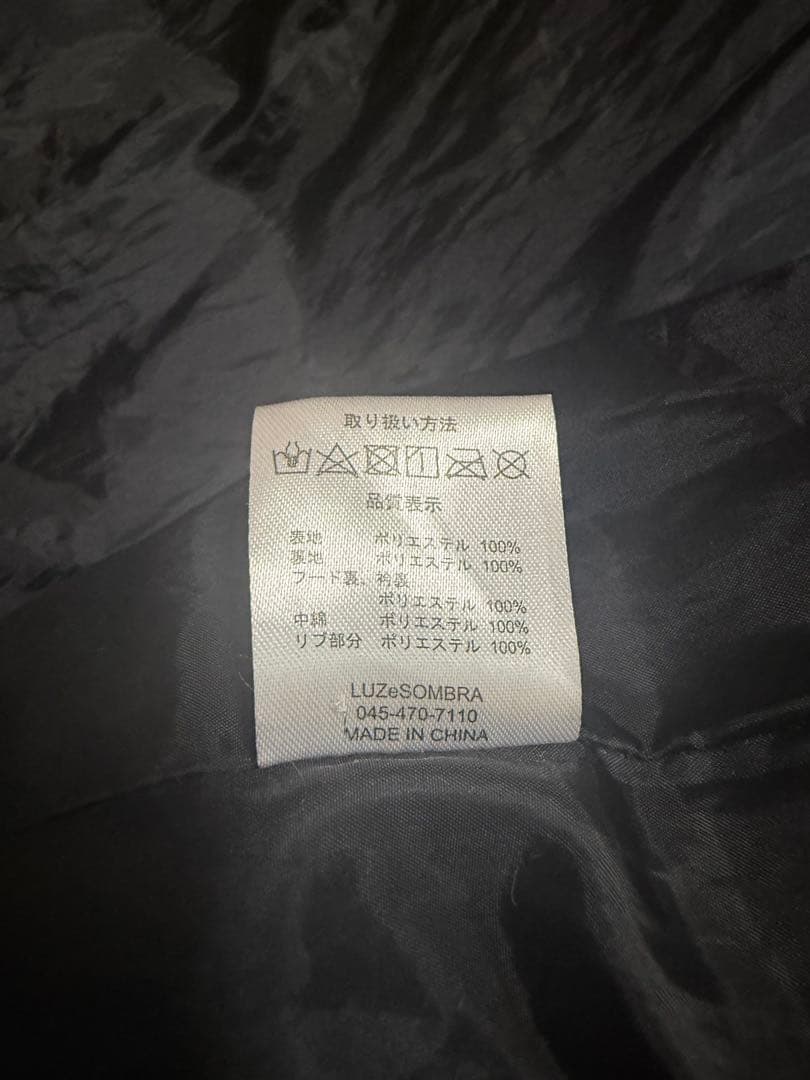 取り扱い方法
品質表示
表地 ポリエステル 100%
裏地 ポリエステル 100%
フード裏、衿裏
ポリエステル 100%
中綿 ポリエステル 100%
リブ部分 ポリエステル 100%
LUZeSOMBRA
045-470-7110
MADE IN CHINA